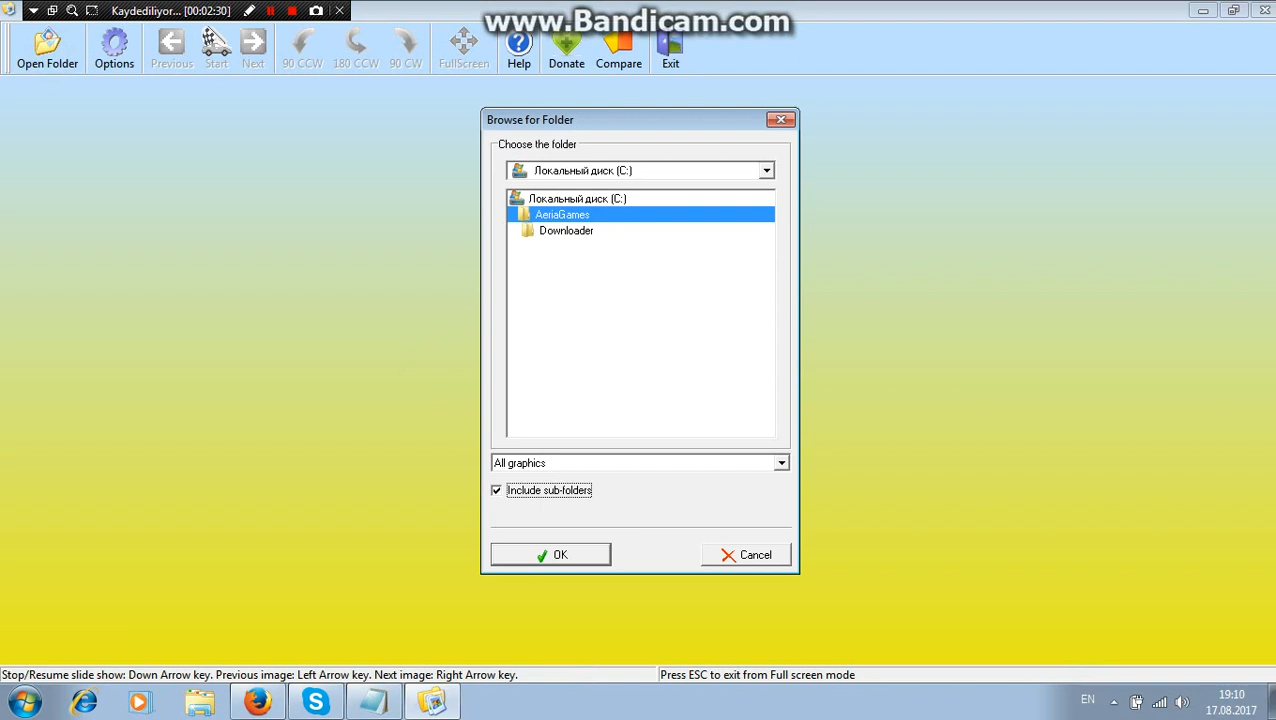 Kaydediliyor... [00:02:30]
www.Bandicam.com
Open Folder
Options
Previous
Start
Next
90 CCW
180 CCW
90 CW
FullScreen
Help
Donate
Compare
Exit
Browse for Folder
Choose the folder
Локальный диск (C:)
Локальный диск (C:)
AeriaGames
Downloader
All graphics
Include sub-folders
OK
Cancel
Stop/Resume slide show: Down Arrow key. Previous image: Left Arrow key. Next image: Right Arrow key.
Press ESC to exit from Full screen mode
EN
19:10
17.08.2017